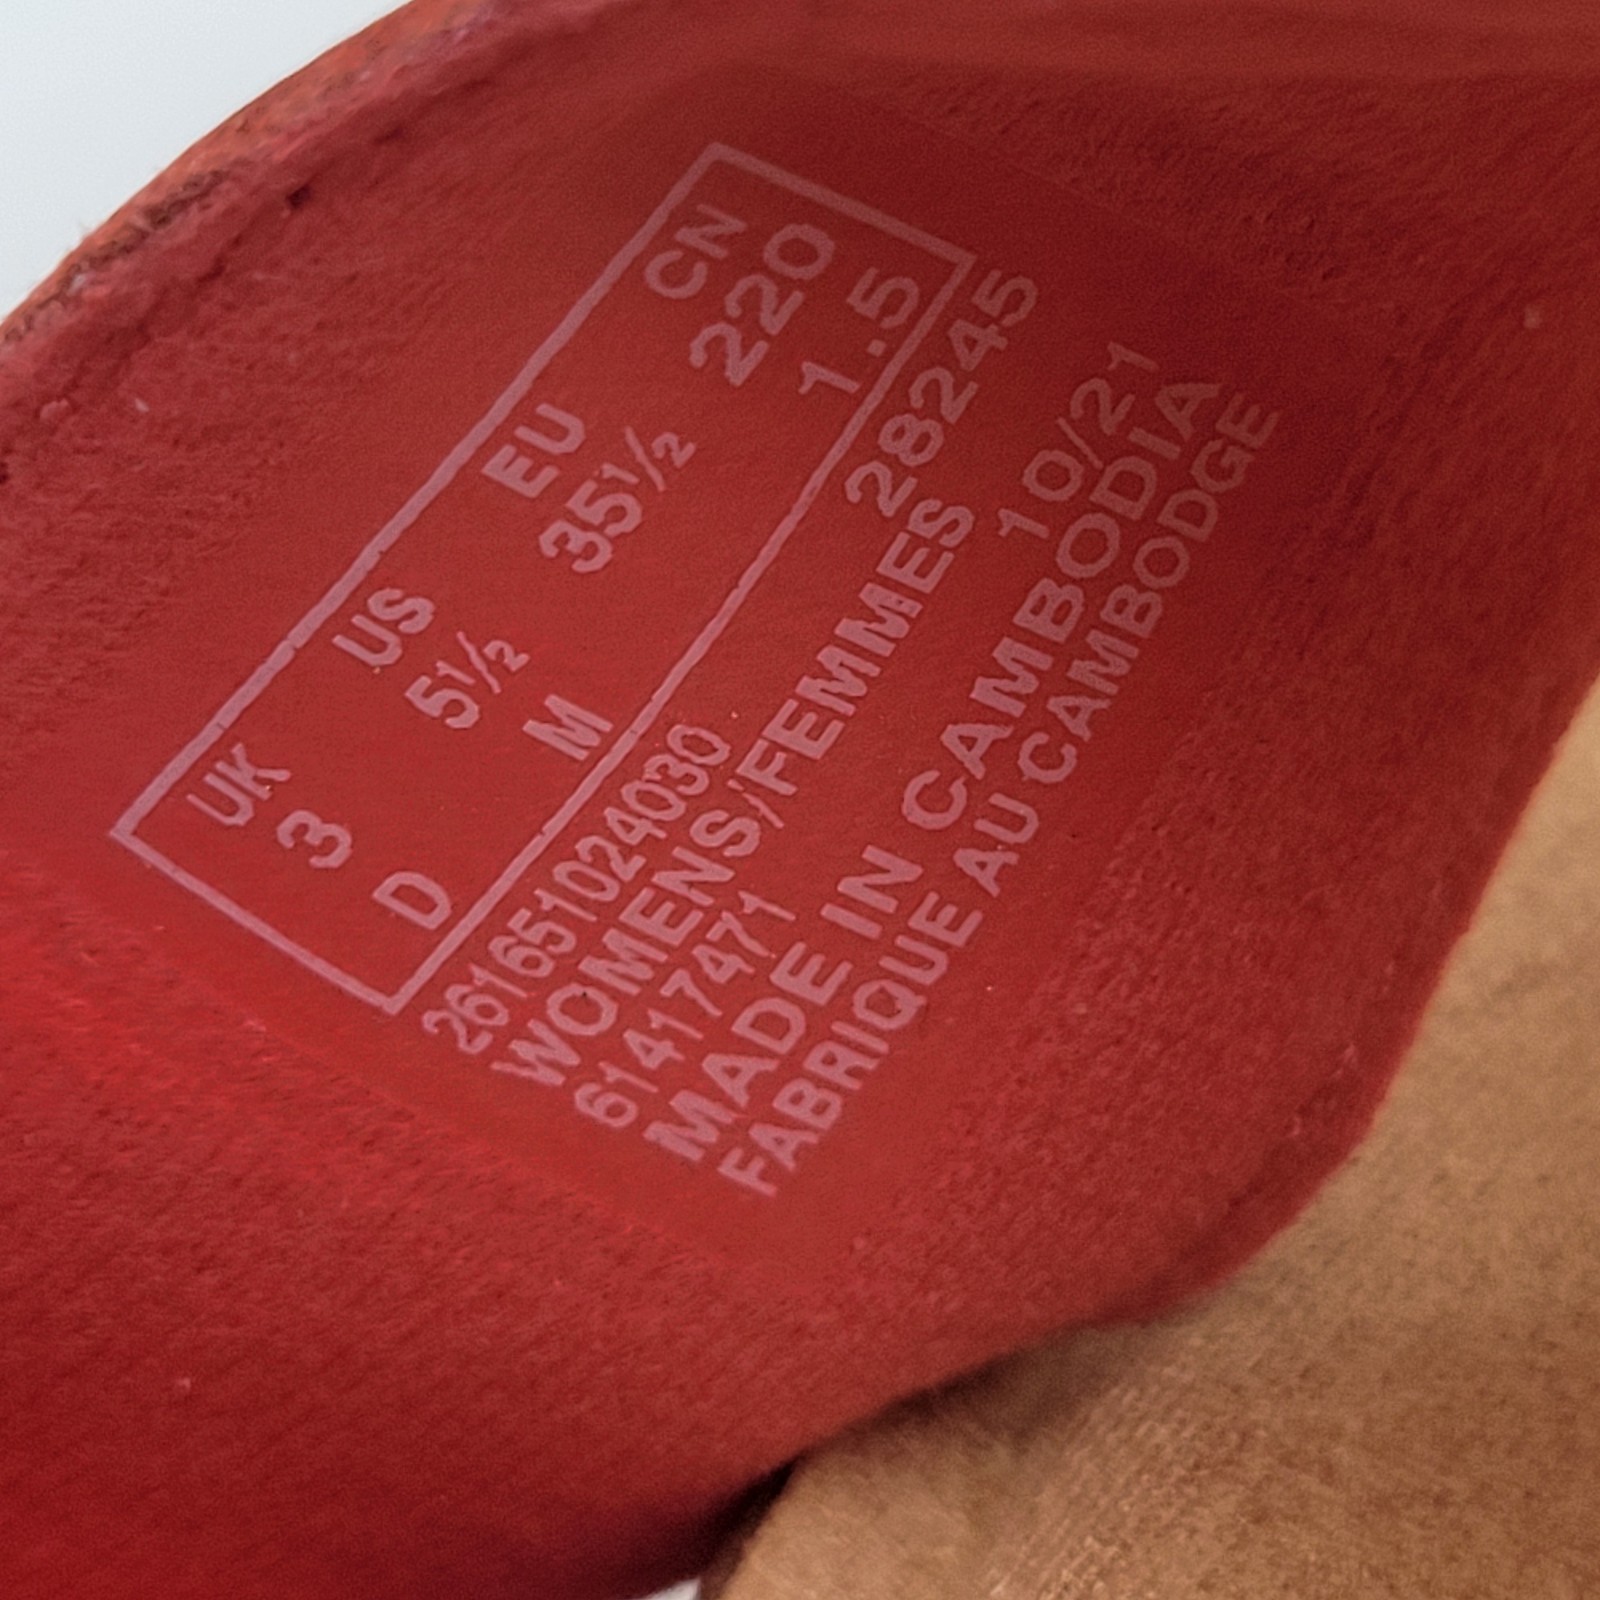 UK US EU CN
3 5½ 35½ 220
D M 1.5
261651024030 28245
WOMENS/FEMMES
61417471 10/21
MADE IN CAMBODIA
FABRIQUE AU CAMBODGE